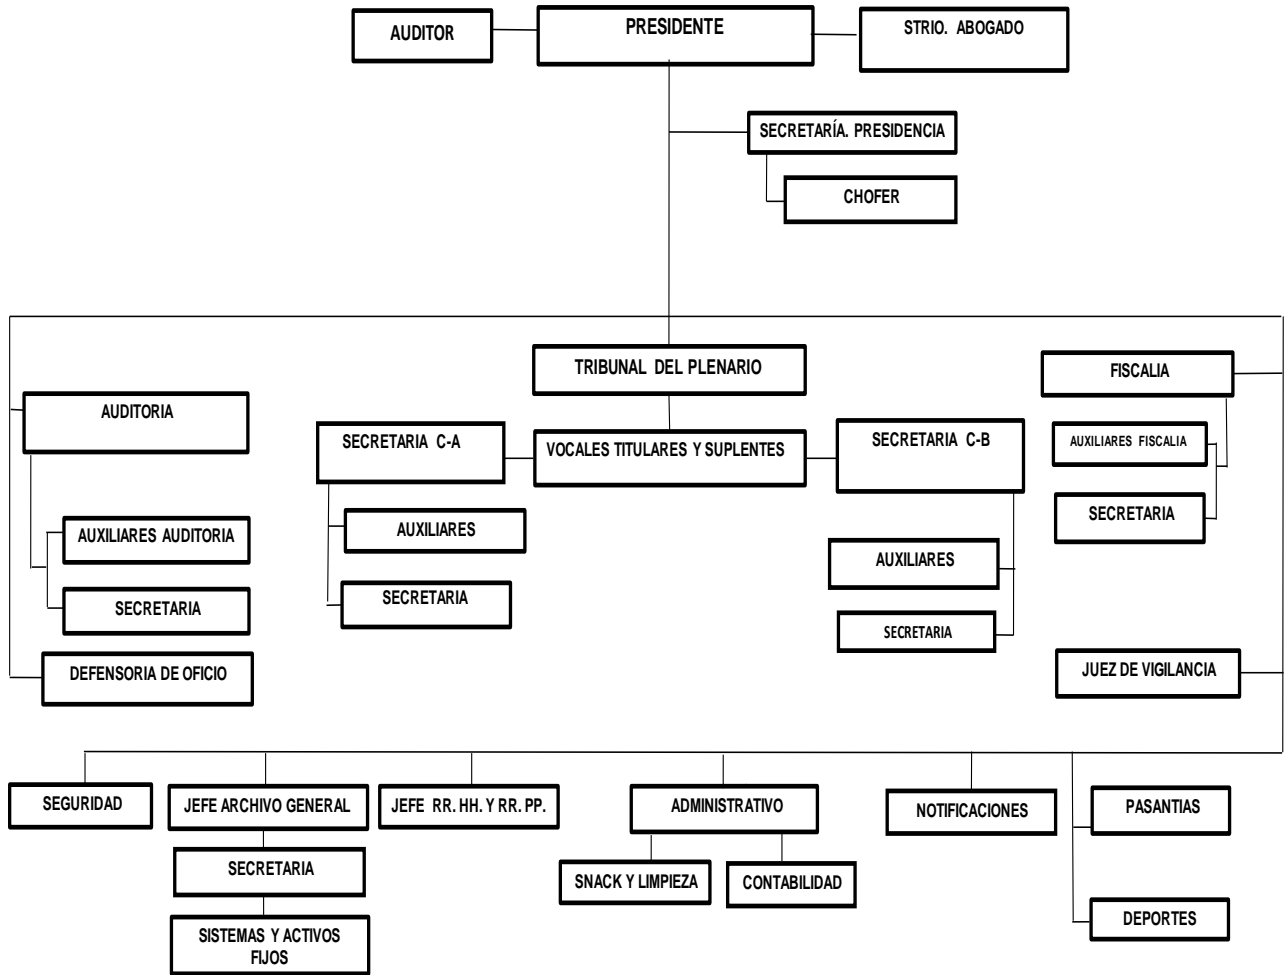 AUDITOR
PRESIDENTE
STRIO. ABOGADO
SECRETARÍA. PRESIDENCIA
CHOFER
TRIBUNAL DEL PLENARIO
FISCALIA
AUDITORIA
SECRETARIA C-A
VOCALES TITULARES Y SUPLENTES
SECRETARIA C-B
AUXILIARES FISCALIA
SECRETARIA
AUXILIARES AUDITORIA
AUXILIARES
AUXILIARES
SECRETARIA
SECRETARIA
SECRETARIA
DEFENSORIA DE OFICIO
JUEZ DE VIGILANCIA
SEGURIDAD
JEFE ARCHIVO GENERAL
JEFE RR. HH. Y RR. PP.
ADMINISTRATIVO
NOTIFICACIONES
PASANTIAS
SECRETARIA
SNACK Y LIMPIEZA
CONTABILIDAD
DEPORTES
SISTEMAS Y ACTIVOS
FIJOS